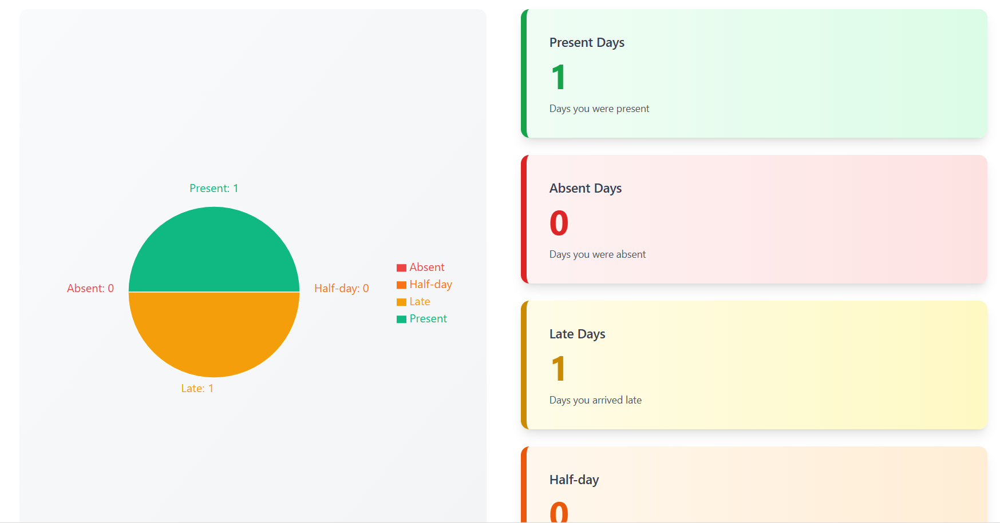 Present: 1
Absent: 0
Half-day: 0
Late: 1
Absent
Half-day
Late
Present
Present Days
1
Days you were present
Absent Days
0
Days you were absent
Late Days
1
Days you arrived late
Half-day
0